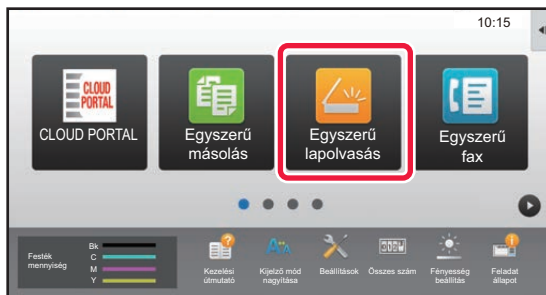 10:15
CLOUD
PORTAL
CLOUD PORTAL
Egyszerű
másolás
Egyszerű
lapolvasás
Egyszerű
fax
Festék
mennyiség
Bk
C
M
Y
Kezelési
útmutató
Kijelző mód
nagyítása
Beállítások
Összes szám
Fényesség
beállítás
Feladat
állapot